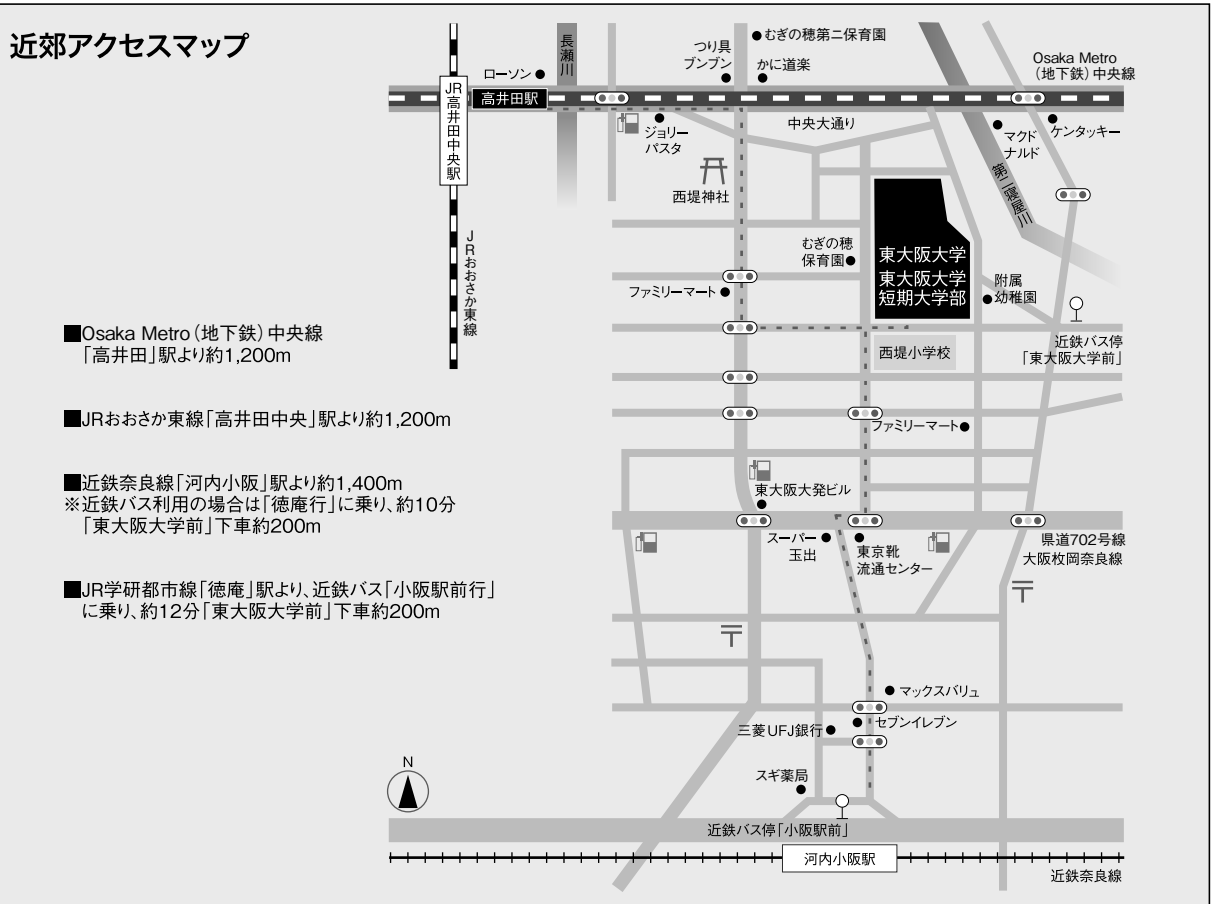 近郊アクセスマップ
長瀬川
むぎの穂第二保育園
つり具
ブンブン
かに道楽
Osaka Metro
(地下鉄)中央線
ローソン
JR高井田中央駅
高井田駅
中央大通り
ジョリー
パスタ
マクド
ナルド
ケンタッキー
西堤神社
第二寝屋川
JRおおさか東線
むぎの穂
保育園
東大阪大学
東大阪大学
短期大学部
ファミリーマート
附属
幼稚園
■Osaka Metro(地下鉄)中央線
「高井田」駅より約1,200m
西堤小学校
近鉄バス停
「東大阪大学前」
■JRおおさか東線「高井田中央」駅より約1,200m
ファミリーマート
■近鉄奈良線「河内小阪」駅より約1,400m
※近鉄バス利用の場合は「徳庵行」に乗り、約10分
「東大阪大学前」下車約200m
東大阪大発ビル
スーパー
玉出
東京靴
流通センター
県道702号線
大阪枚岡奈良線
■JR学研都市線「徳庵」駅より、近鉄バス「小阪駅前行」
に乗り、約12分「東大阪大学前」下車約200m
マックスバリュ
セブンイレブン
三菱UFJ銀行
スギ薬局
N
近鉄バス停「小阪駅前」
河内小阪駅
近鉄奈良線